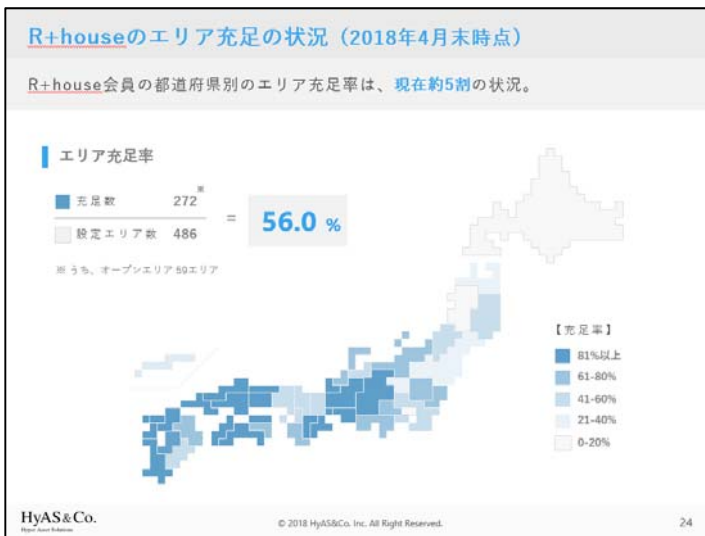 R+houseのエリア充足の状況（2018年4月末時点）
R+house会員の都道府県別のエリア充足率は、現在約5割の状況。
エリア充足率
充足数 272※
設定エリア数 486
= 56.0 %
※ うち、オープンエリア 59エリア
【充足率】
81%以上
61-80%
41-60%
21-40%
0-20%
HyAS&Co.
Hyper Asset Solutions
© 2018 HyAS&Co. Inc. All Right Reserved.
24